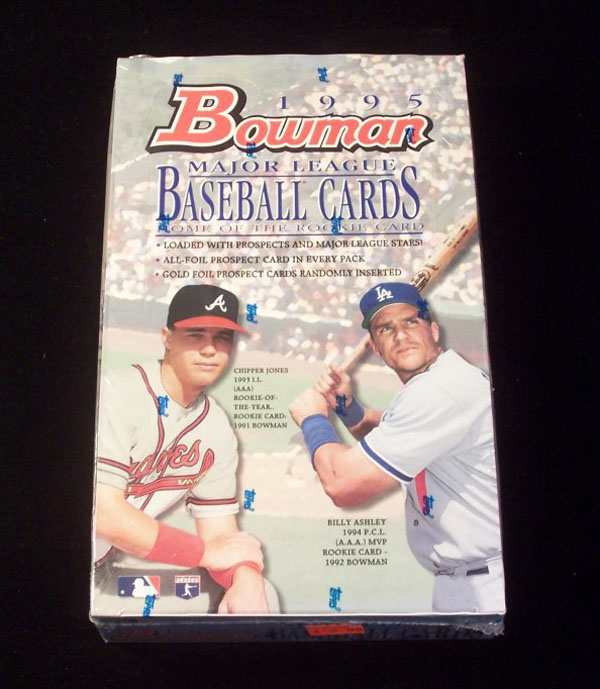 1995
Bowman
MAJOR LEAGUE
BASEBALL CARDS
HOME OF THE ROOKIE CARD
• LOADED WITH PROSPECTS AND MAJOR LEAGUE STARS!
• ALL-FOIL PROSPECT CARD IN EVERY PACK
• GOLD FOIL PROSPECT CARDS RANDOMLY INSERTED
A
LA
CHIPPER JONES
1993 I.L.
(AAA)
ROOKIE-OF-
THE-YEAR.
ROOKIE CARD:
1991 BOWMAN
BILLY ASHLEY
1994 P.C.L.
(A.A.A.) MVP
ROOKIE CARD -
1992 BOWMAN
topps